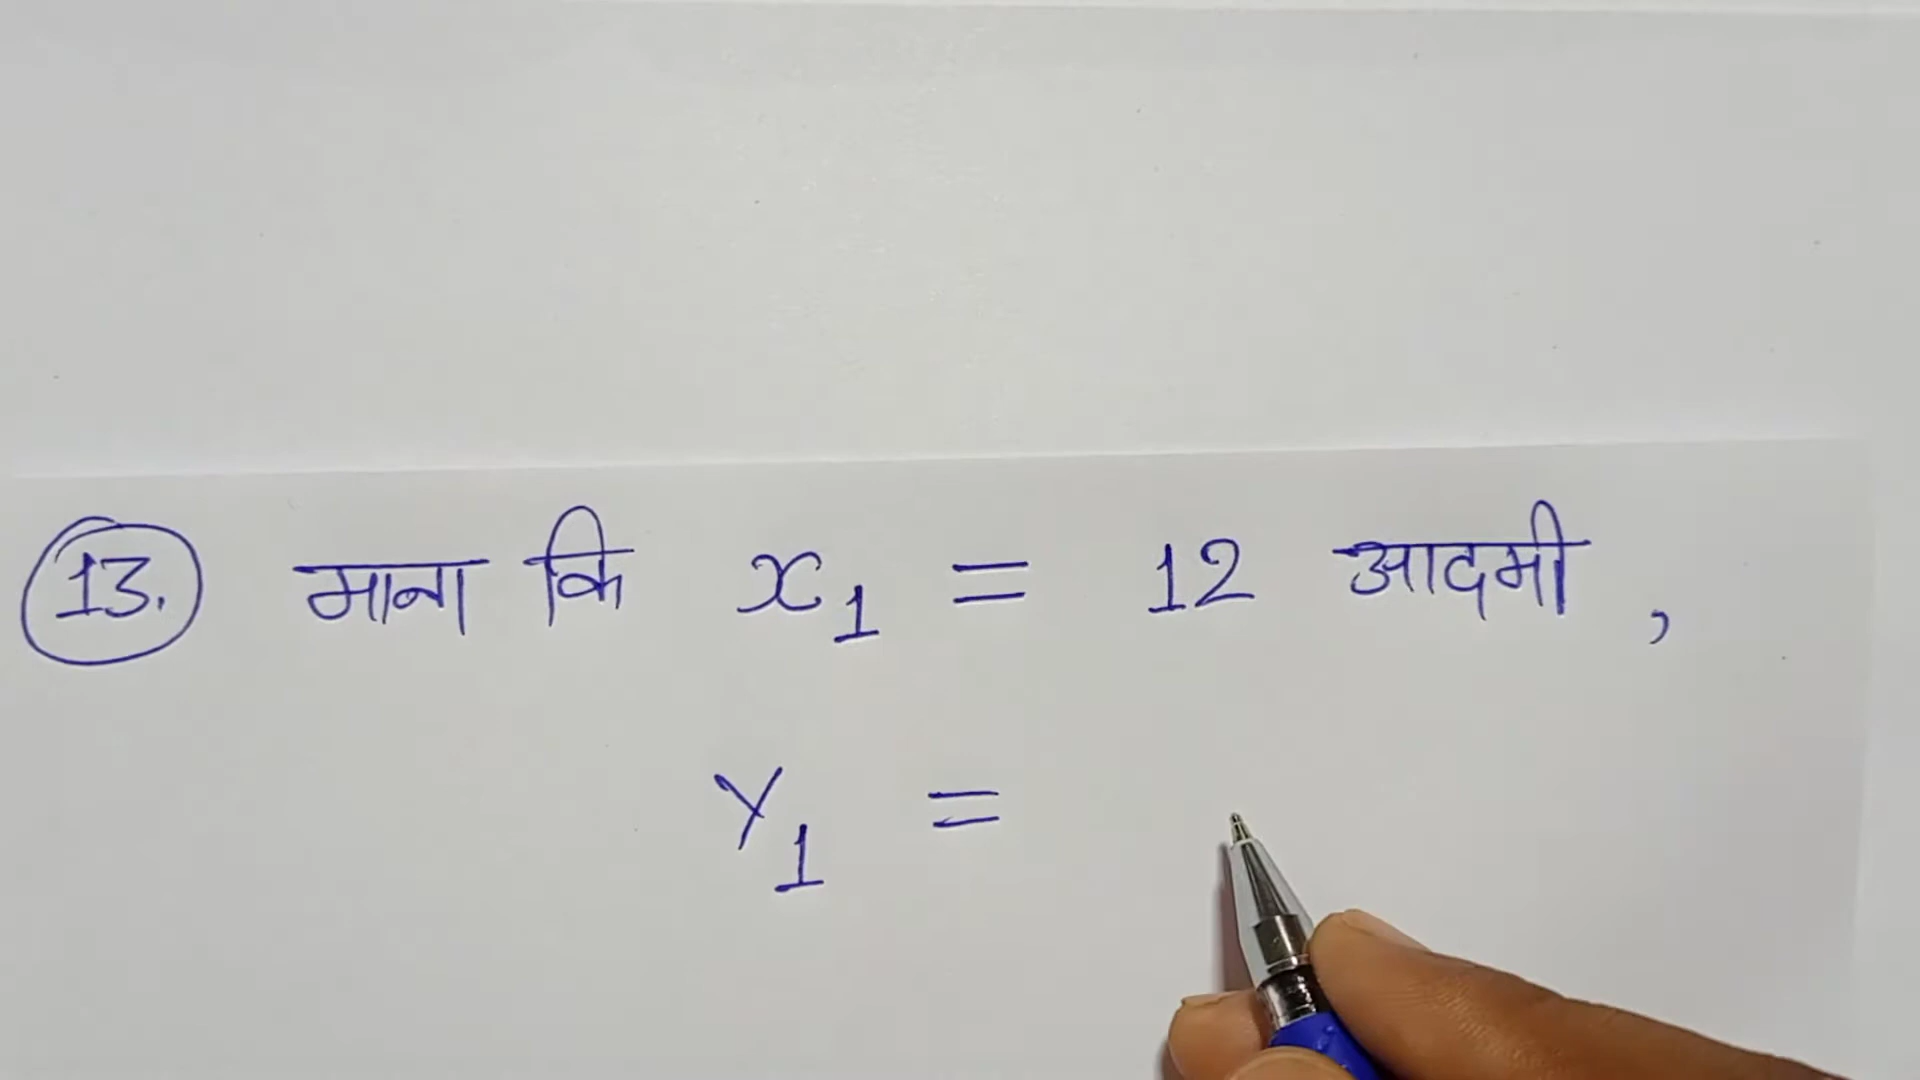 13. माना कि x₁ = 12 आदमी ,
Y₁ =